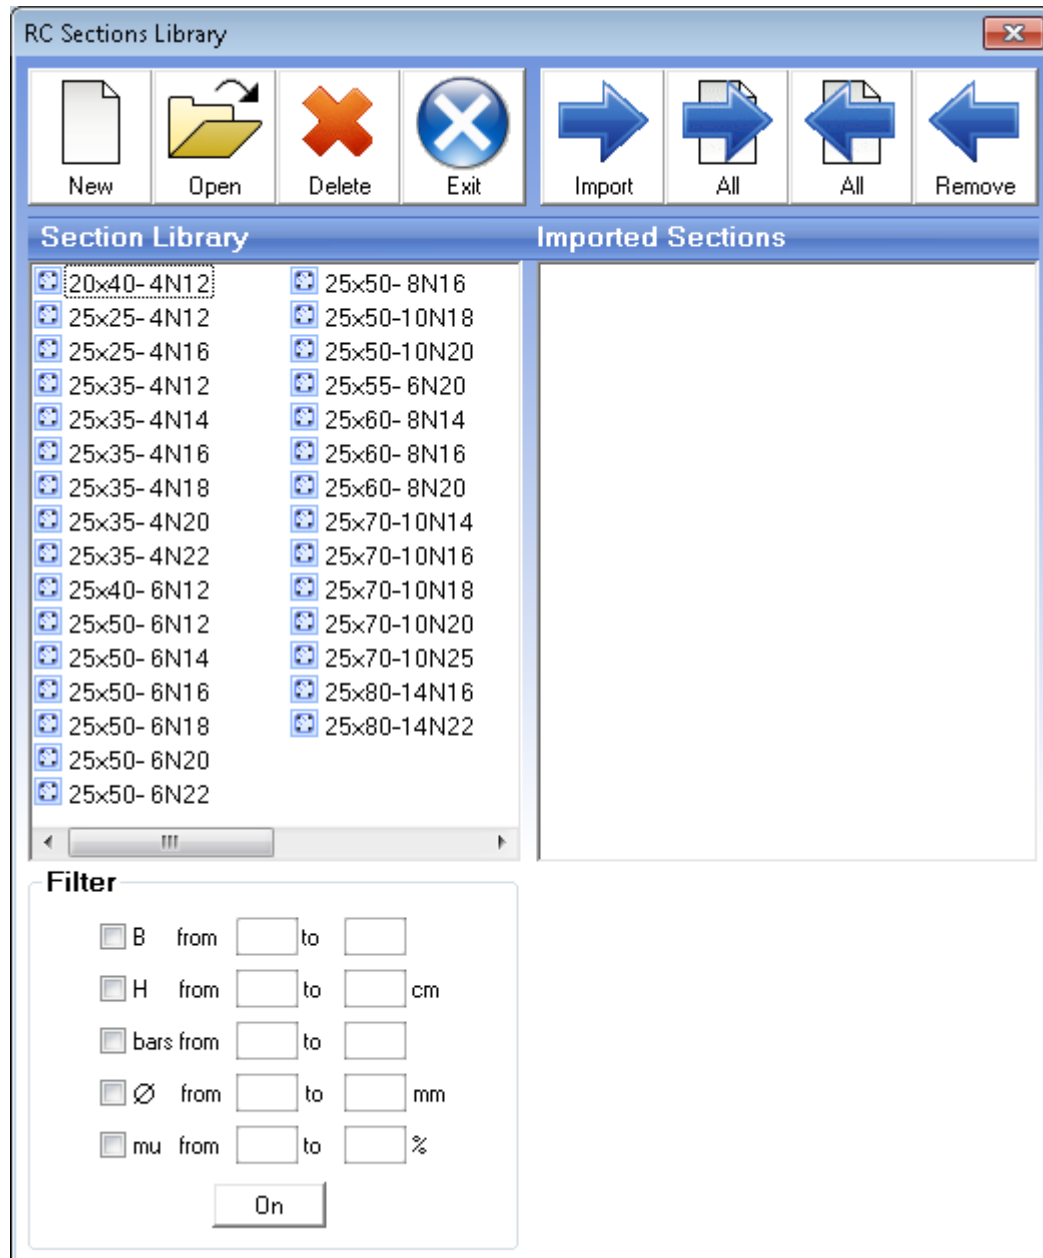 RC Sections Library
New Open Delete Exit Import All All Remove
Section Library Imported Sections
20x40- 4N12
25x25- 4N12
25x25- 4N16
25x35- 4N12
25x35- 4N14
25x35- 4N16
25x35- 4N18
25x35- 4N20
25x35- 4N22
25x40- 6N12
25x50- 6N12
25x50- 6N14
25x50- 6N16
25x50- 6N18
25x50- 6N20
25x50- 6N22
25x50- 8N16
25x50-10N18
25x50-10N20
25x55- 6N20
25x60- 8N14
25x60- 8N16
25x60- 8N20
25x70-10N14
25x70-10N16
25x70-10N18
25x70-10N20
25x70-10N25
25x80-14N16
25x80-14N22
Filter
B from to
H from to cm
bars from to
Ø from to mm
mu from to %
On